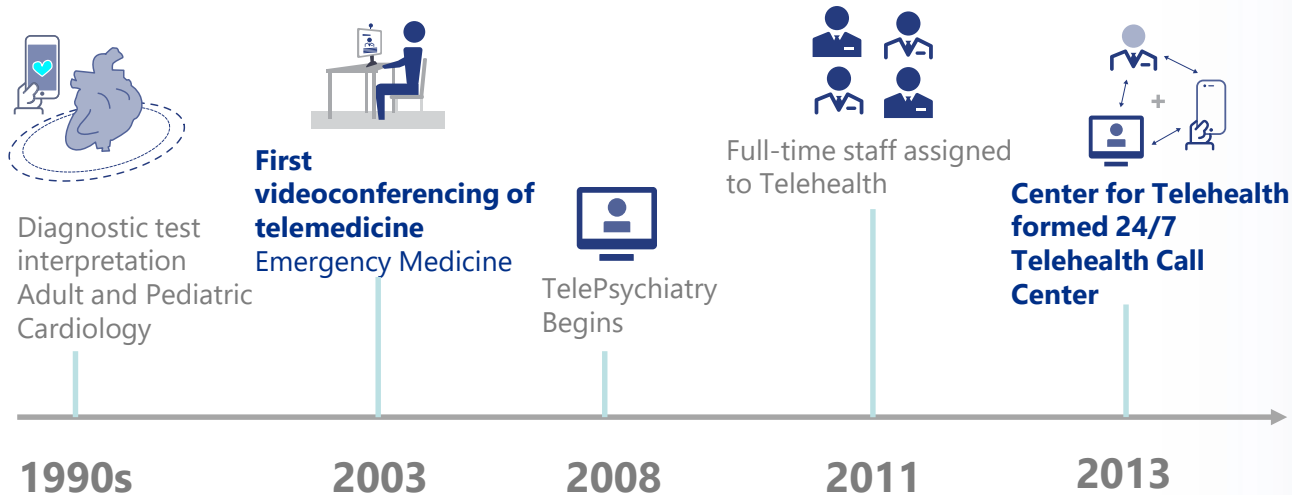 Diagnostic test
interpretation
Adult and Pediatric
Cardiology
First
videoconferencing of
telemedicine
Emergency Medicine
TelePsychiatry
Begins
Full-time staff assigned
to Telehealth
+
Center for Telehealth
formed 24/7
Telehealth Call
Center
1990s
2003
2008
2011
2013